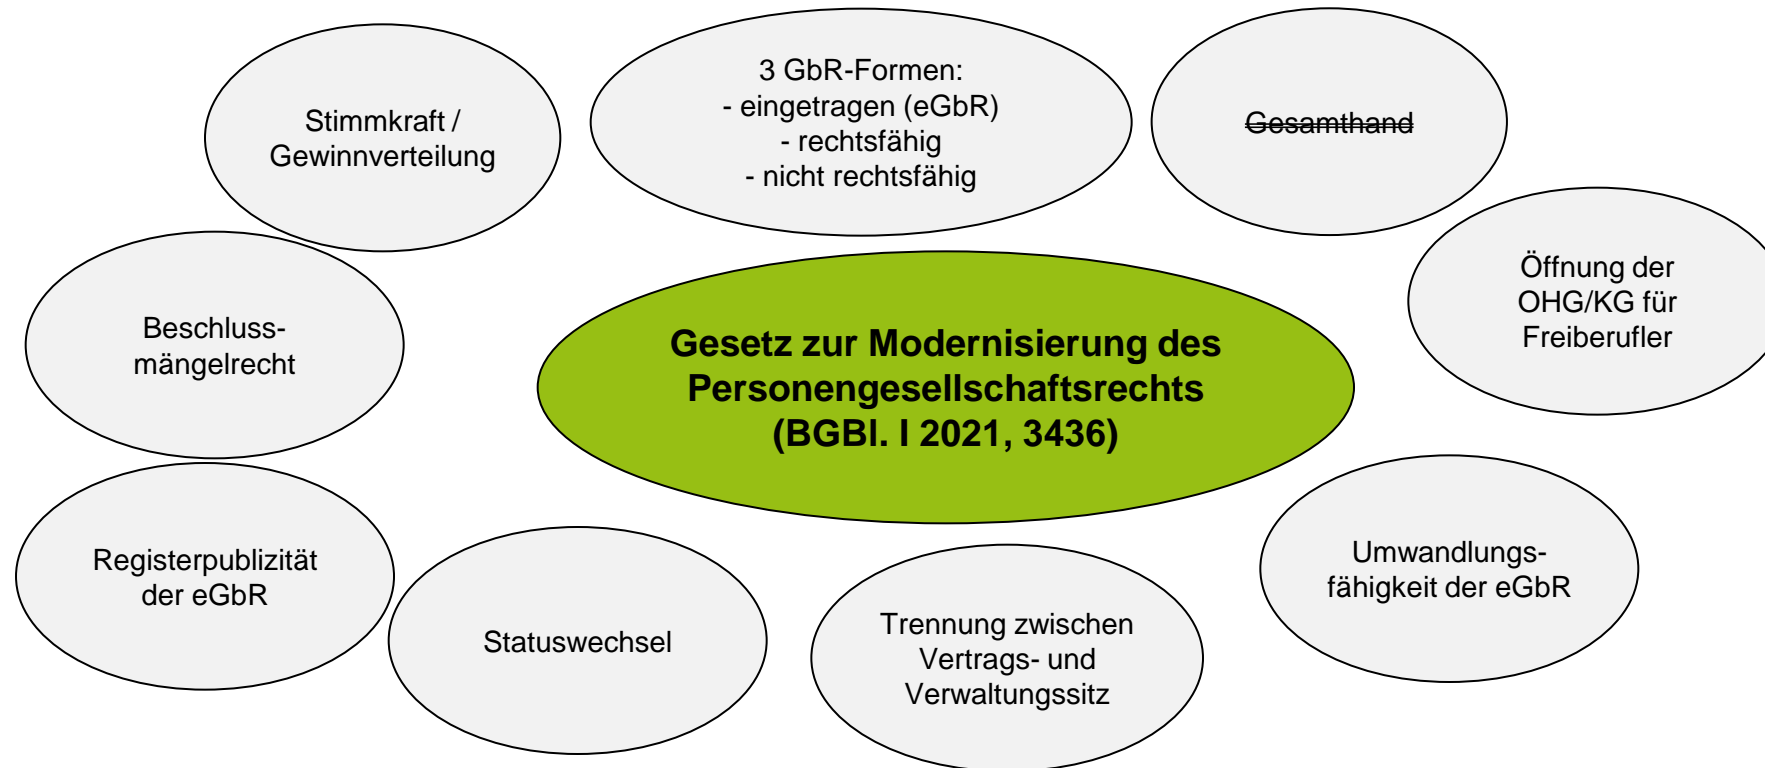 Stimmkraft /
Gewinnverteilung
3 GbR-Formen:
- eingetragen (eGbR)
- rechtsfähig
- nicht rechtsfähig
Gesamthand
Öffnung der
OHG/KG für
Freiberufler
Beschluss-
mängelrecht
Gesetz zur Modernisierung des
Personengesellschaftsrechts
(BGBl. I 2021, 3436)
Registerpublizität
der eGbR
Statuswechsel
Trennung zwischen
Vertrags- und
Verwaltungssitz
Umwandlungs-
fähigkeit der eGbR